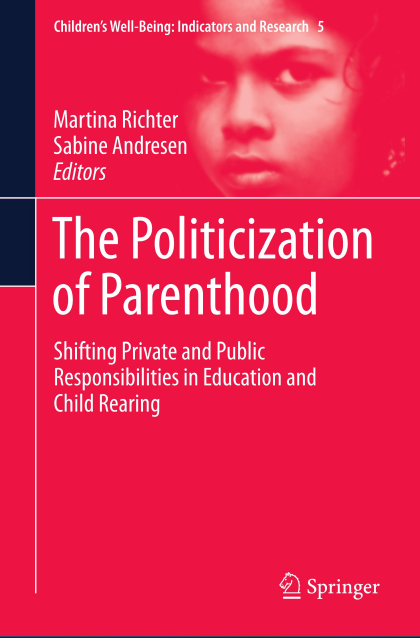 Children's Well-Being: Indicators and Research 5
Martina Richter
Sabine Andresen
Editors
The Politicization
of Parenthood
Shifting Private and Public
Responsibilities in Education and
Child Rearing
Springer